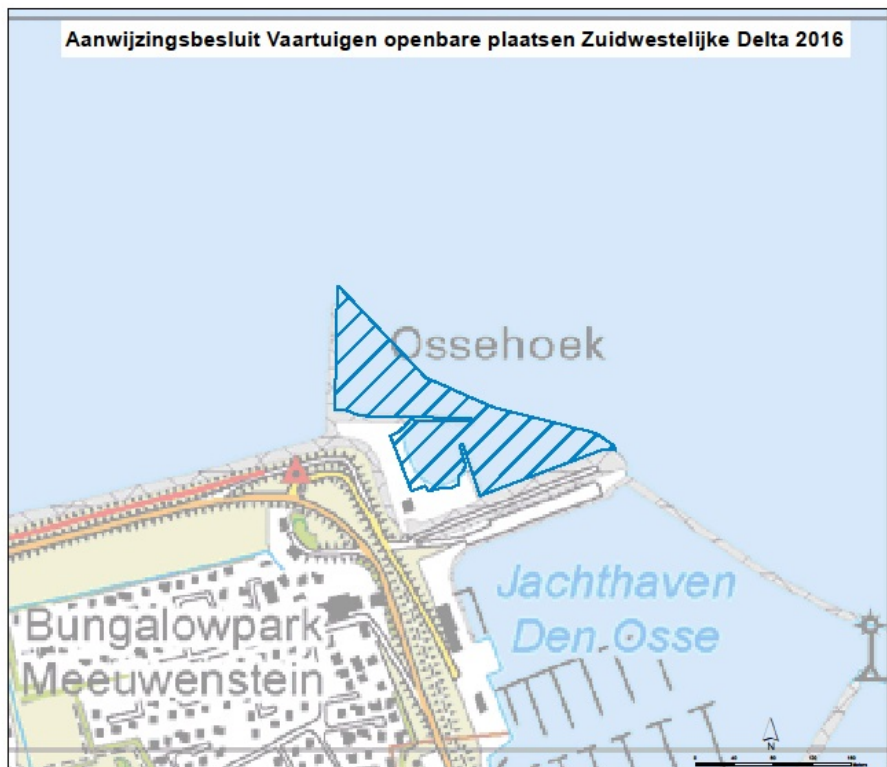 Aanwijzingsbesluit Vaartuigen openbare plaatsen Zuidwestelijke Delta 2016
Ossehoek
Jachthaven
Den Osse
Bungalowpark
Meeuwenstein
N